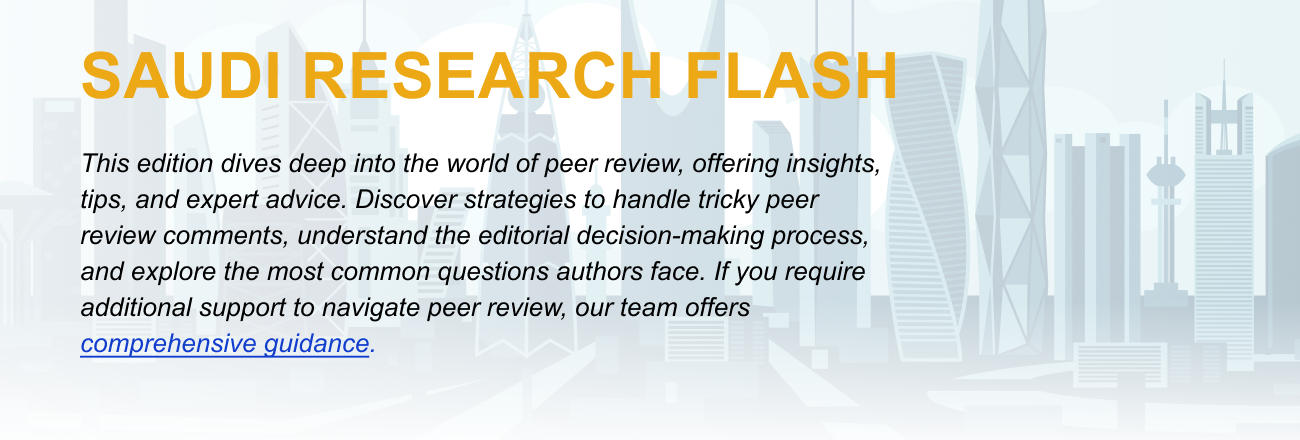 SAUDI RESEARCH FLASH
This edition dives deep into the world of peer review, offering insights,
tips, and expert advice. Discover strategies to handle tricky peer
review comments, understand the editorial decision-making process,
and explore the most common questions authors face. If you require
additional support to navigate peer review, our team offers
comprehensive guidance.